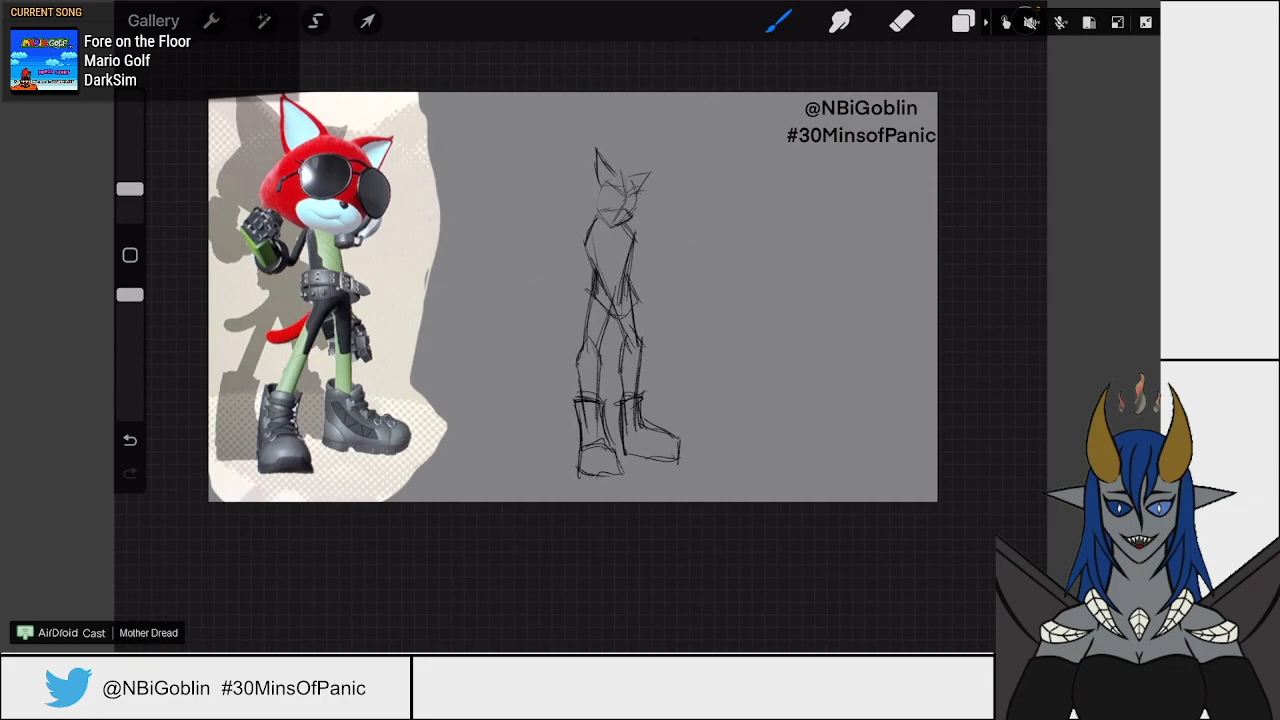 CURRENT SONG
Fore on the Floor
Mario Golf
DarkSim
Gallery
@NBiGoblin
#30MinsofPanic
AirDroid Cast | Mother Dread
@NBiGoblin #30MinsOfPanic